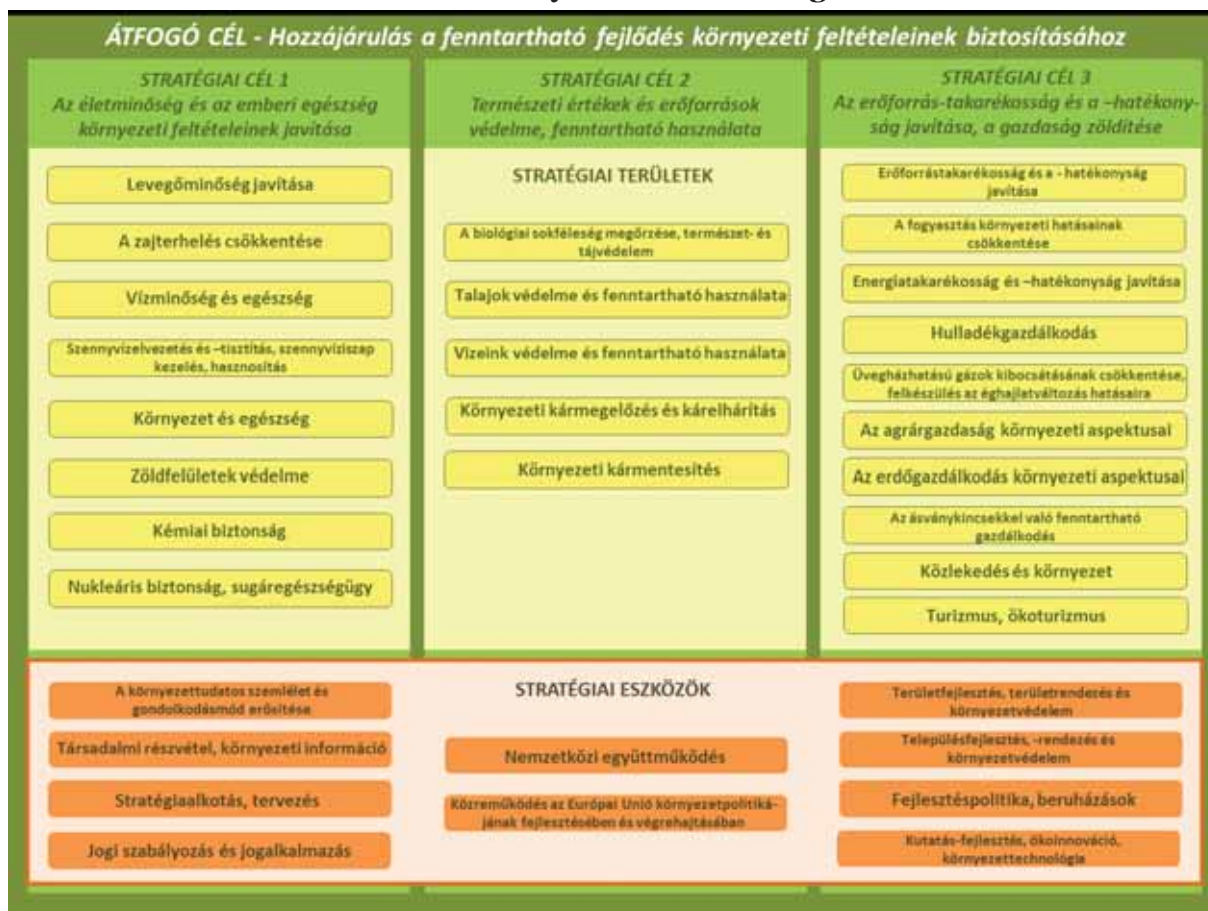 ÁTFOGÓ CÉL - Hozzájárulás a fenntartható fejlődés környezeti feltételeinek biztosításához
STRATÉGIAI CÉL 1
Az életminőség és az emberi egészség
környezeti feltételeinek javítása
Levegőminőség javítása
A zajterhelés csökkentése
Vízminőség és egészség
Szennyvízelvezetés és –tisztítás, szennyvíziszap
kezelés, hasznosítás
Környezet és egészség
Zöldfelületek védelme
Kémiai biztonság
Nukleáris biztonság, sugáregészségügy
STRATÉGIAI CÉL 2
Természeti értékek és erőforrások
védelme, fenntartható használata
STRATÉGIAI TERÜLETEK
A biológiai sokféleség megőrzése, természet- és
tájvédelem
Talajok védelme és fenntartható használata
Vizeink védelme és fenntartható használata
Környezeti kármegelőzés és kárelhárítás
Környezeti kármentesítés
STRATÉGIAI CÉL 3
Az erőforrás-takarékosság és a –hatékony-
ság javítása, a gazdaság zöldítése
Erőforrástakarékosság és a - hatékonyság
javítása
A fogyasztás környezeti hatásainak
csökkentése
Energiatakarékosság és –hatékonyság javítása
Hulladékgazdálkodás
Üvegházhatású gázok kibocsátásának csökkentése,
felkészülés az éghajlatváltozás hatásaira
Az agrárgazdaság környezeti aspektusai
Az erdőgazdálkodás környezeti aspektusai
Az ásványkincsekkel való fenntartható
gazdálkodás
Közlekedés és környezet
Turizmus, ökoturizmus
A környezettudatos szemlélet és
gondolkodásmód erősítése
Társadalmi részvétel, környezeti információ
Stratégiaalkotás, tervezés
Jogi szabályozás és jogalkalmazás
STRATÉGIAI ESZKÖZÖK
Nemzetközi együttműködés
Közreműködés az Európai Unió környezetpolitiká-
jának fejlesztésében és végrehajtásában
Területfejlesztés, területrendezés és
környezetvédelem
Településfejlesztés, -rendezés és
környezetvédelem
Fejlesztéspolitika, beruházások
Kutatás-fejlesztés, ökoinnováció,
környezettechnológia